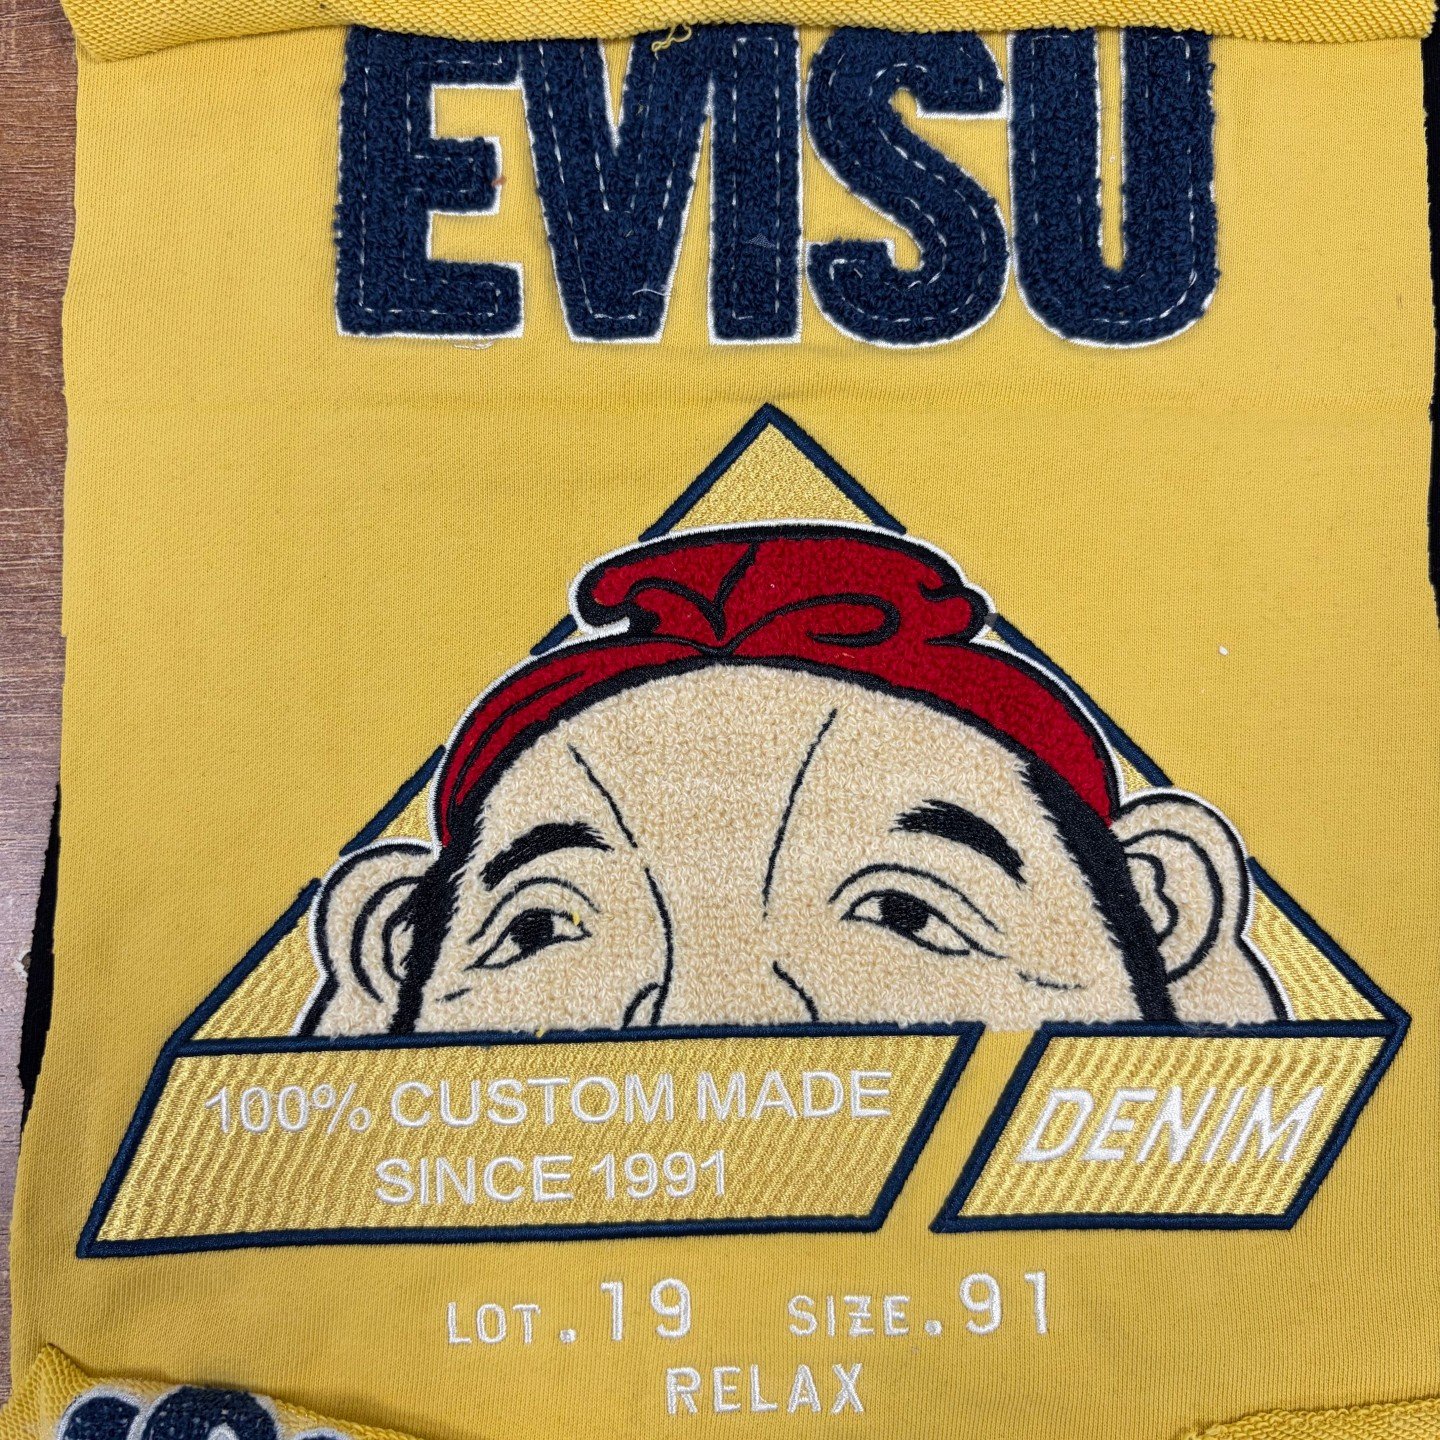 EVISU
100% CUSTOM MADE
SINCE 1991
DENIM
LOT.19 SIZE.91
RELAX